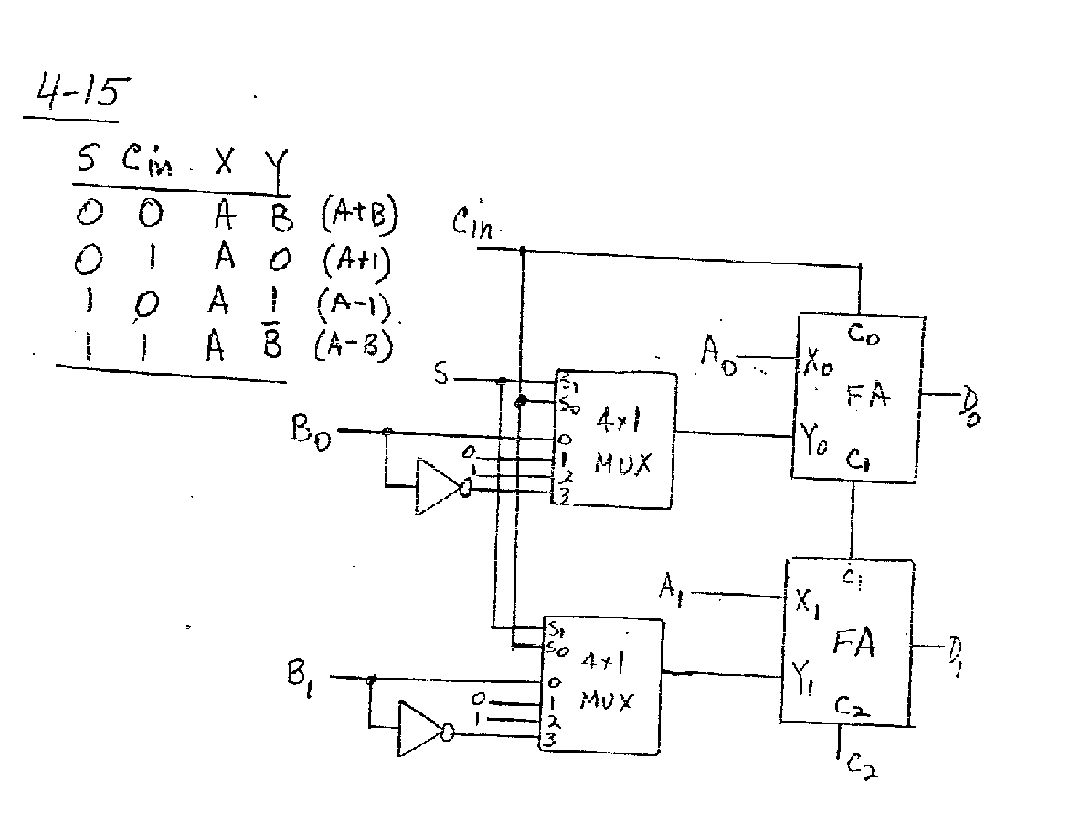 4-15
S Cin X Y
0 0 A B (A+B)
0 1 A 0 (A+1)
1 0 A 1 (A-1)
1 1 A B̅ (A-B)
Cin
C₀
A₀
X₀
FA
D₀
Y₀
C₁
S
S₁
S₀
4x1
MUX
B₀
0
0 1
1 2
3
C₁
A₁
X₁
FA
D₁
Y₁
C₂
C₂
S₁
S₀
4x1
MUX
B₁
0
0 1
1 2
3